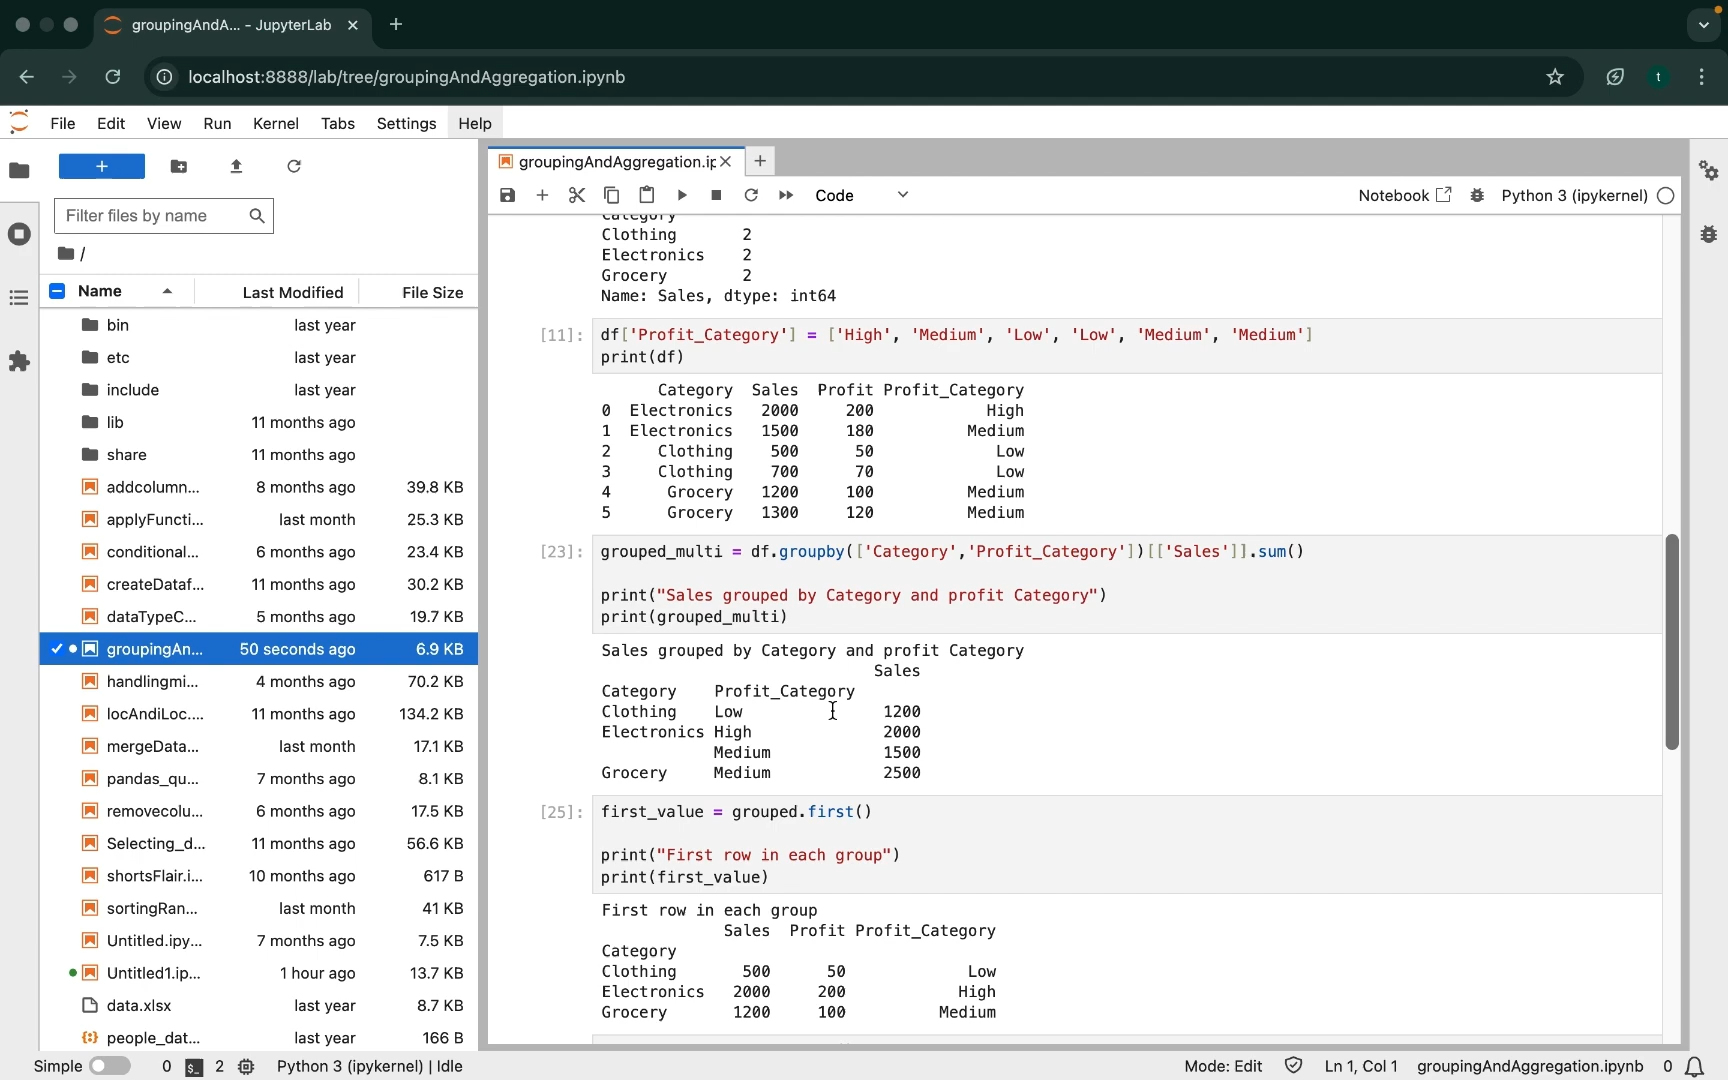 groupingAndA... - JupyterLab
localhost:8888/lab/tree/groupingAndAggregation.ipynb
t
File Edit View Run Kernel Tabs Settings Help
groupingAndAggregation.ip
Code
Notebook
Python 3 (ipykernel)
Filter files by name
/
Name Last Modified File Size
bin last year
etc last year
include last year
lib 11 months ago
share 11 months ago
addcolumn... 8 months ago 39.8 KB
applyFuncti... last month 25.3 KB
conditional... 6 months ago 23.4 KB
createDataf... 11 months ago 30.2 KB
dataTypeC... 5 months ago 19.7 KB
groupingAn... 50 seconds ago 6.9 KB
handlingmi... 4 months ago 70.2 KB
locAndiLoc.... 11 months ago 134.2 KB
mergeData... last month 17.1 KB
pandas_qu... 7 months ago 8.1 KB
removecolu... 6 months ago 17.5 KB
Selecting_d... 11 months ago 56.6 KB
shortsFlair.i... 10 months ago 617 B
sortingRan... last month 41 KB
Untitled.ipy... 7 months ago 7.5 KB
Untitled1.ip... 1 hour ago 13.7 KB
data.xlsx last year 8.7 KB
people_dat... last year 166 B
Category
Clothing 2
Electronics 2
Grocery 2
Name: Sales, dtype: int64
[11]: df['Profit_Category'] = ['High', 'Medium', 'Low', 'Low', 'Medium', 'Medium']
print(df)
Category Sales Profit Profit_Category
0 Electronics 2000 200 High
1 Electronics 1500 180 Medium
2 Clothing 500 50 Low
3 Clothing 700 70 Low
4 Grocery 1200 100 Medium
5 Grocery 1300 120 Medium
[23]: grouped_multi = df.groupby(['Category','Profit_Category'])[['Sales']].sum()
print("Sales grouped by Category and profit Category")
print(grouped_multi)
Sales grouped by Category and profit Category
Sales
Category Profit_Category
Clothing Low 1200
Electronics High 2000
Medium 1500
Grocery Medium 2500
[25]: first_value = grouped.first()
print("First row in each group")
print(first_value)
First row in each group
Sales Profit Profit_Category
Category
Clothing 500 50 Low
Electronics 2000 200 High
Grocery 1200 100 Medium
Simple 0 $_ 2 Python 3 (ipykernel) | Idle Mode: Edit Ln 1, Col 1 groupingAndAggregation.ipynb 0